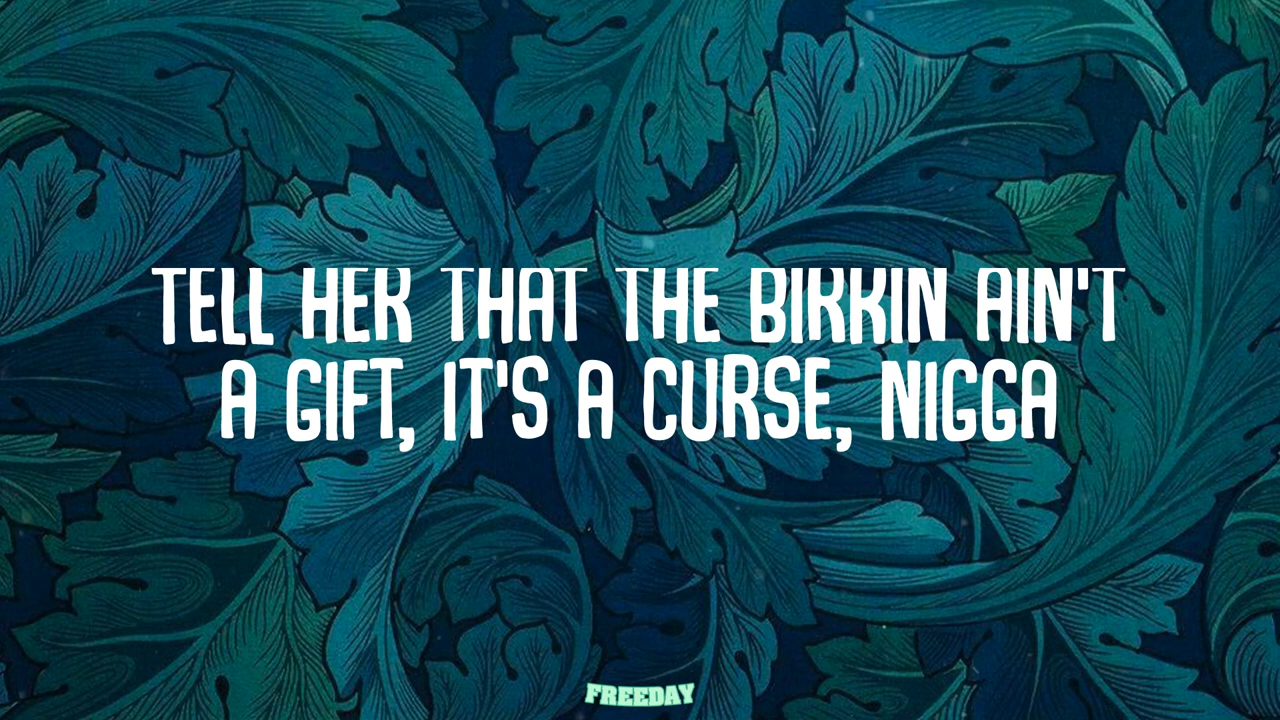 TELL HER THAT THE BIRKIN AIN'T
A GIFT, IT'S A CURSE, NIGGA
FREEDAY